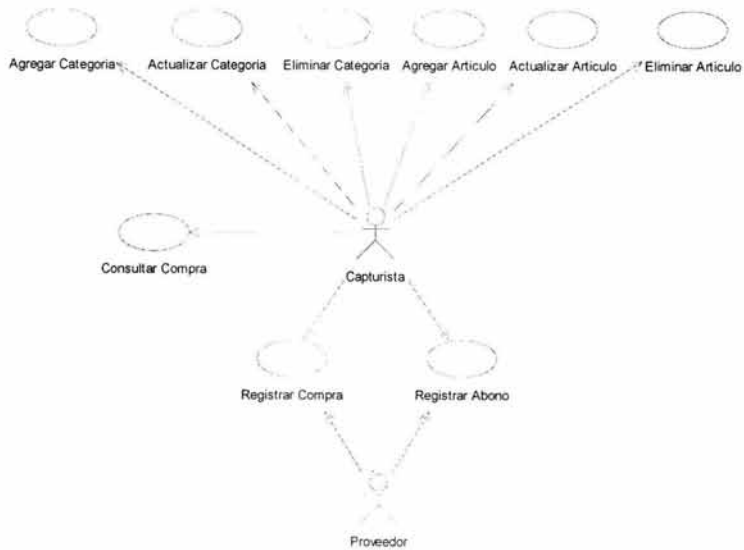 Agregar Categoria
Actualizar Categoria
Eliminar Categoria
Agregar Articulo
Actualizar Articulo
Eliminar Articulo
Consultar Compra
Capturista
Registrar Compra
Registrar Abono
Proveedor